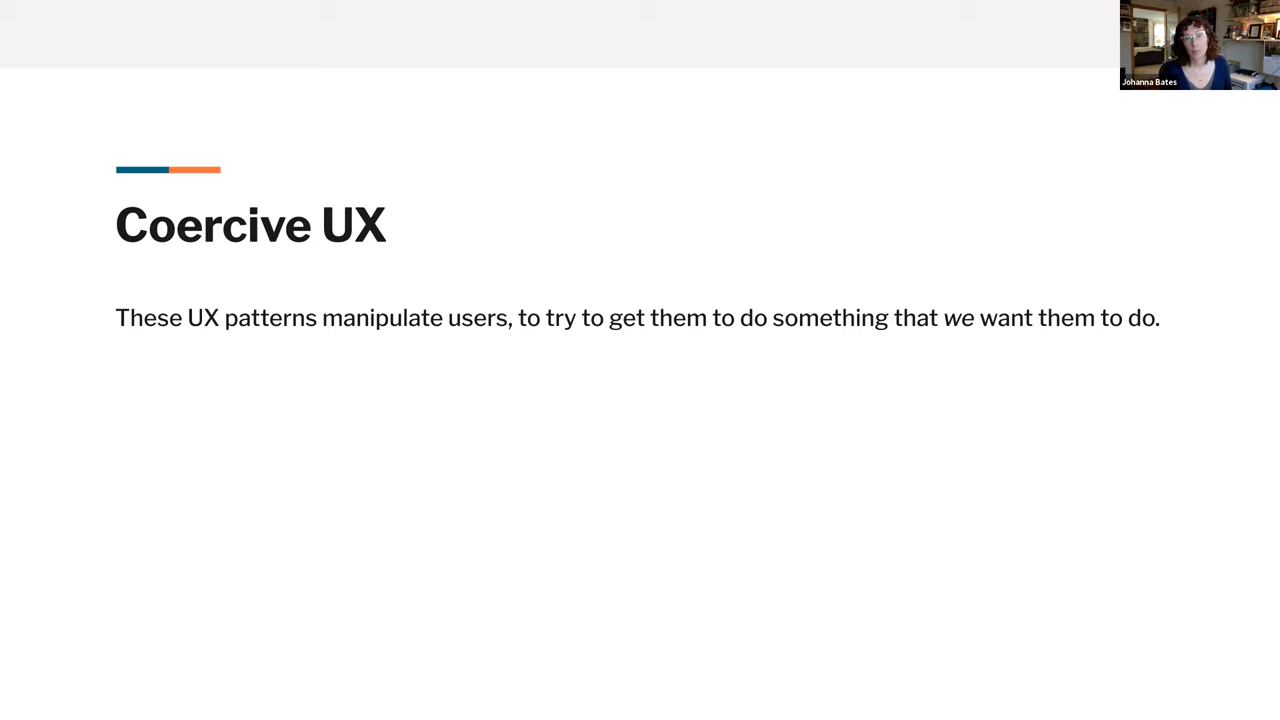 Johanna Bates
Coercive UX
These UX patterns manipulate users, to try to get them to do something that we want them to do.